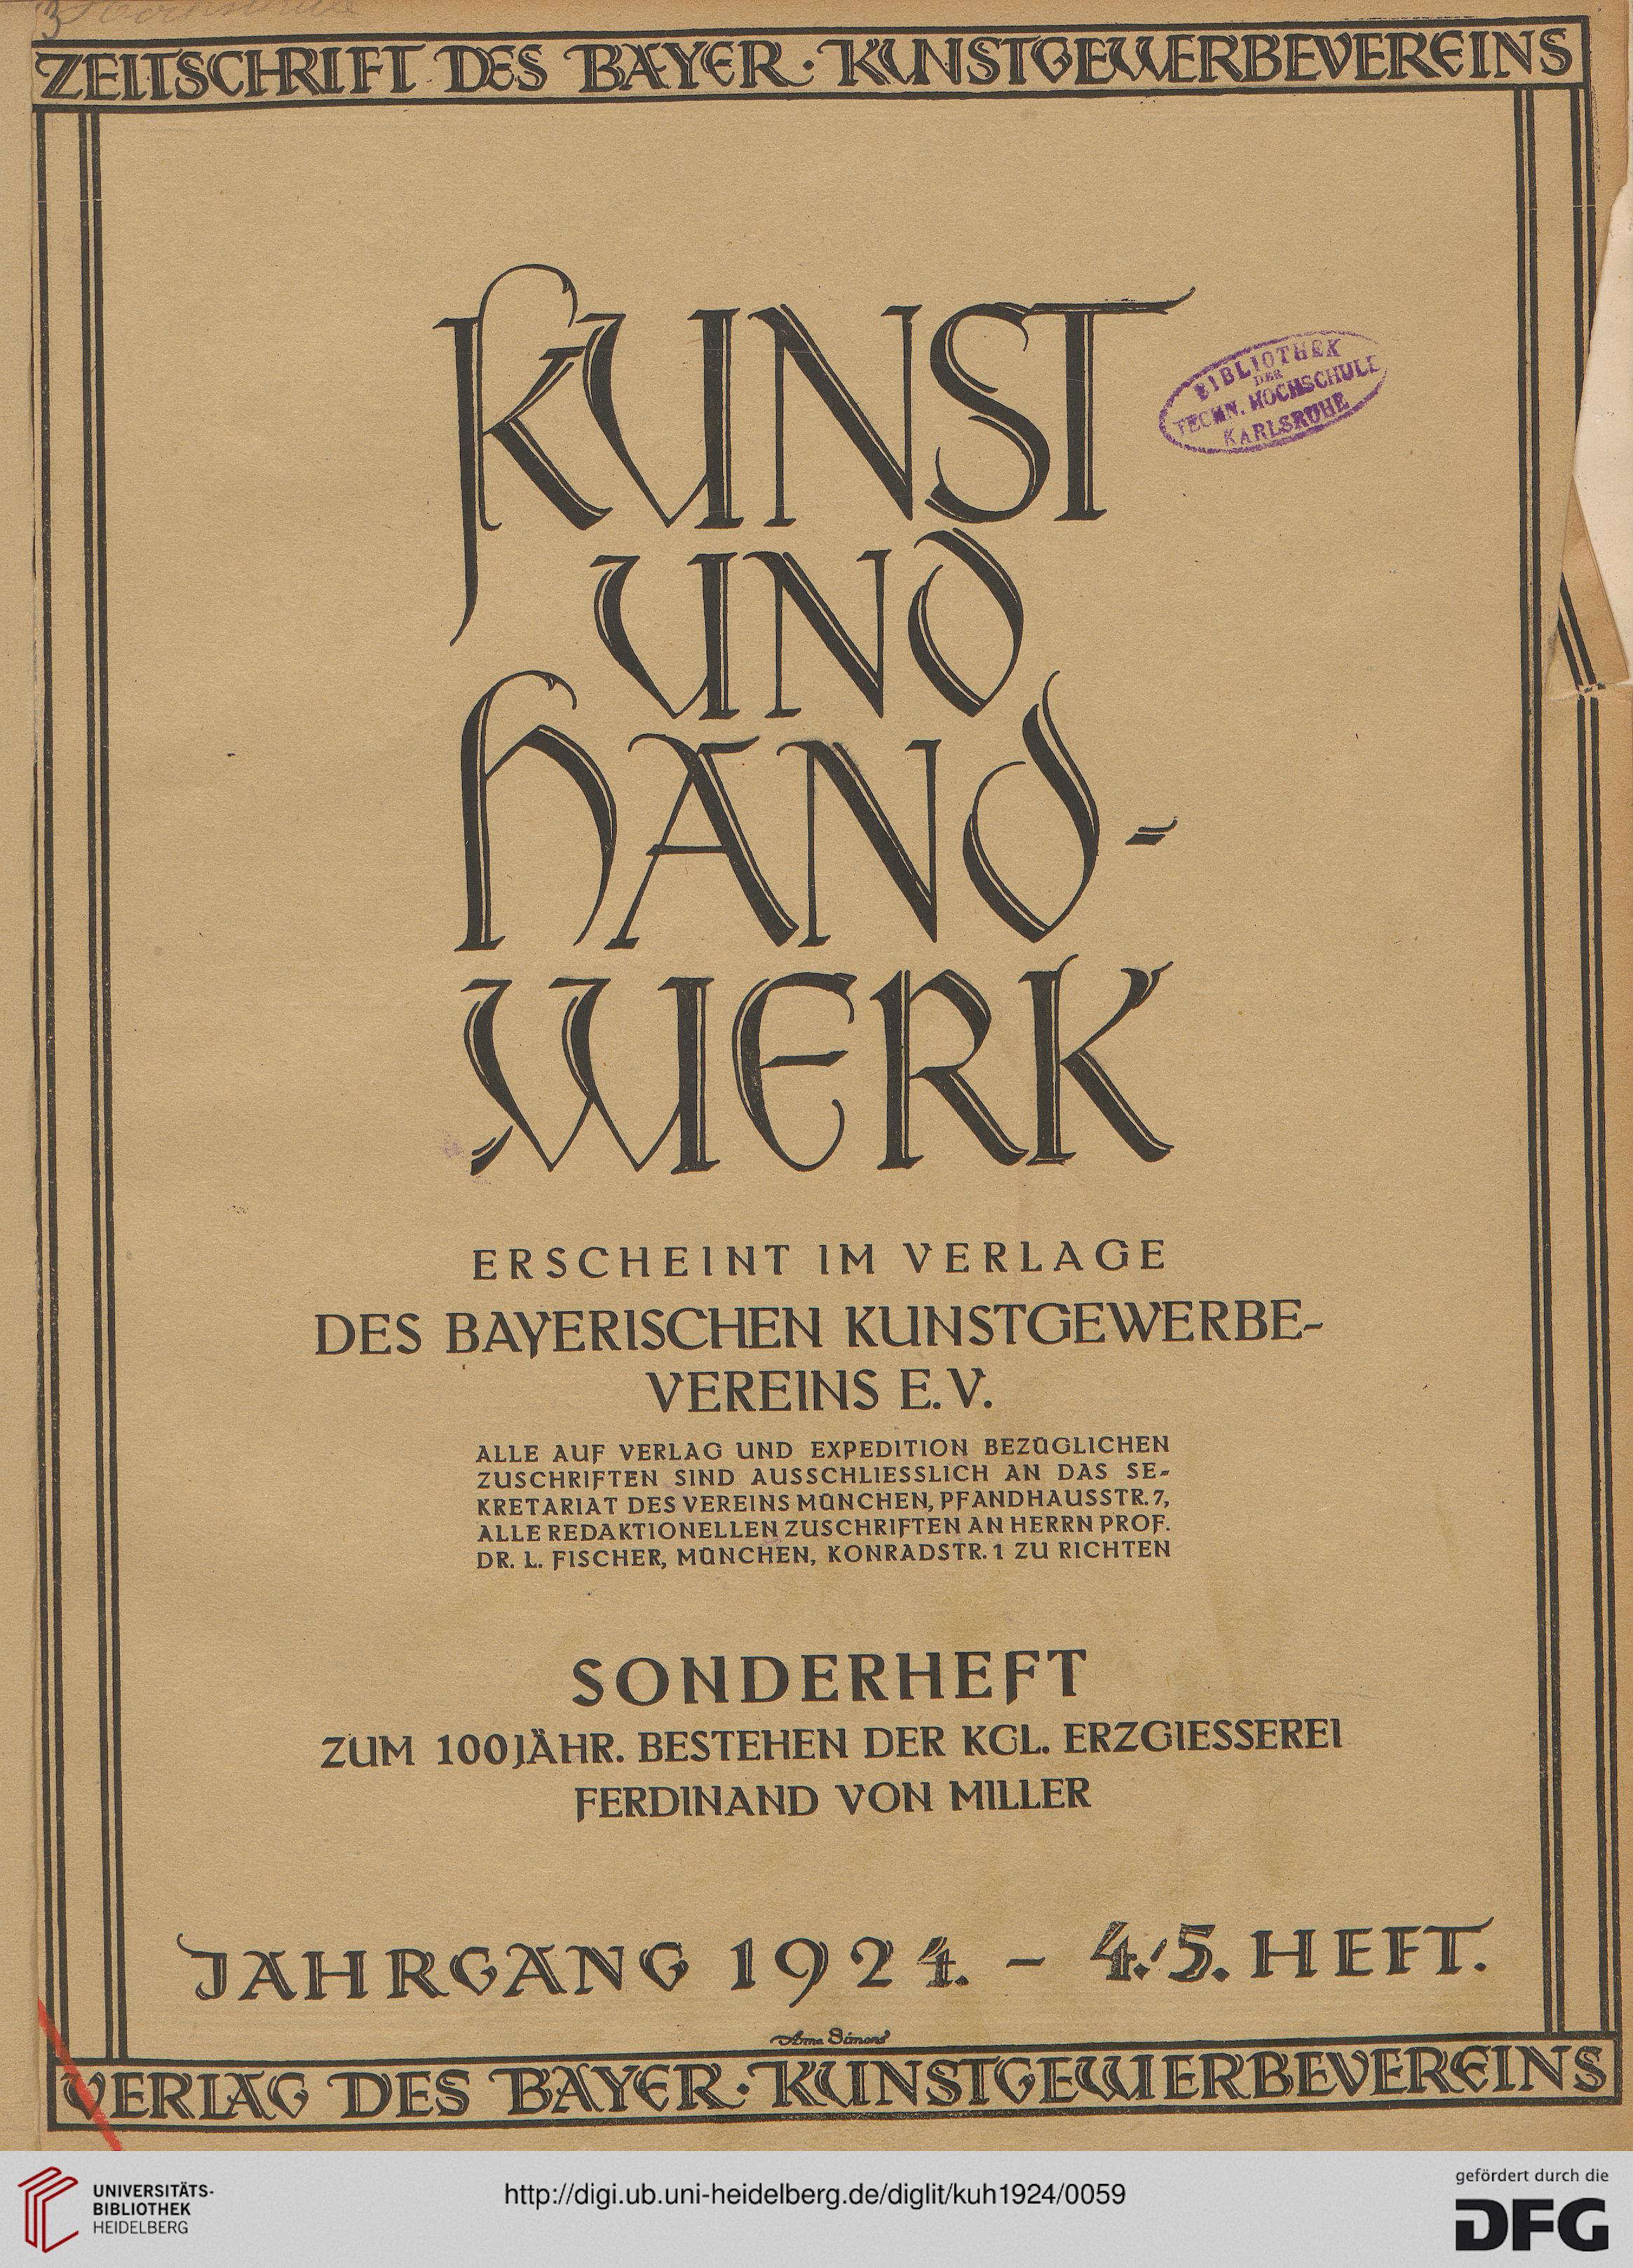 ZEITSCHRIFT DES BAYER · KUNSTGEWERBEVEREINS
KUNST
UND
HAND-
WERK
BIBLIOTHEK
DER
TECHN. HOCHSCHULE
KARLSRUHE
ERSCHEINT IM VERLAGE
DES BAYERISCHEN KUNSTGEWERBE-
VEREINS E.V.
ALLE AUF VERLAG UND EXPEDITION BEZÜGLICHEN
ZUSCHRIFTEN SIND AUSSCHLIESSLICH AN DAS SE-
KRETARIAT DES VEREINS MÜNCHEN, PFANDHAUSSTR. 7,
ALLE REDAKTIONELLEN ZUSCHRIFTEN AN HERRN PROF.
DR. L. FISCHER, MÜNCHEN, KONRADSTR. 1 ZU RICHTEN
SONDERHEFT
ZUM 100JÄHR. BESTEHEN DER KGL. ERZGIESSEREI
FERDINAND VON MILLER
JAHRGANG 1924. - 4./5. HEFT.
Anna Simons
VERLAG DES BAYER · KUNSTGEWERBEVEREINS
UNIVERSITÄTS-
BIBLIOTHEK
HEIDELBERG
http://digi.ub.uni-heidelberg.de/diglit/kuh1924/0059
gefördert durch die
DFG